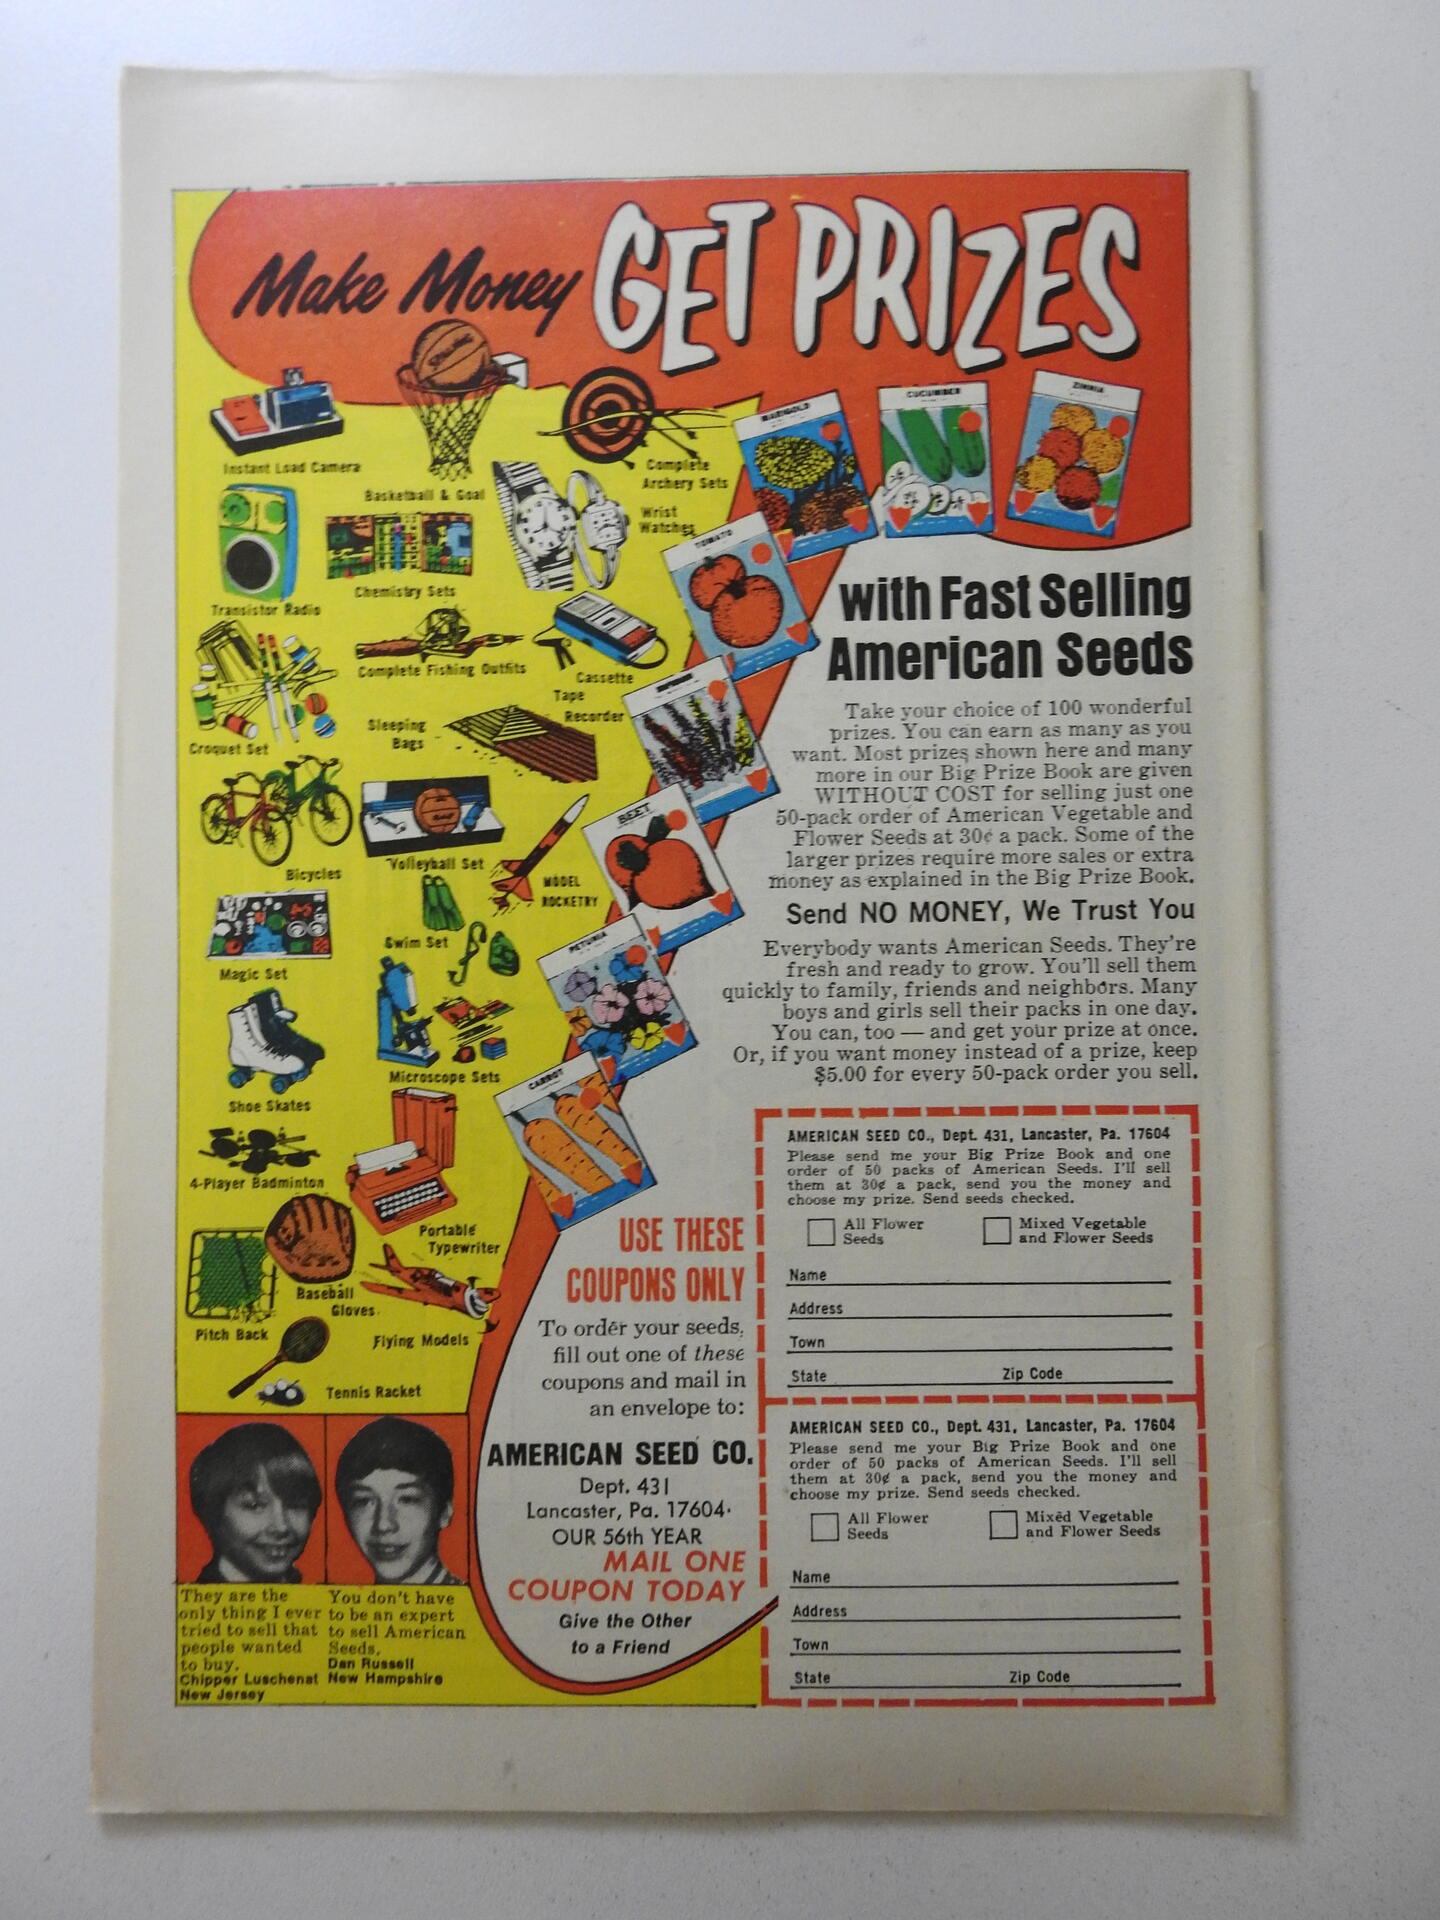 Make Money GET PRIZES
Instant Load Camera
Basketball & Goal
Complete
Archery Sets
MARIGOLD
CUCUMBER
ZINNIA
Transistor Radio
Chemistry Sets
Wrist
Watches
TOMATO
with Fast Selling
American Seeds
Croquet Set
Complete Fishing Outfits
Cassette
Tape
Recorder
Sleeping
Bags
Take your choice of 100 wonderful
prizes. You can earn as many as you
want. Most prizes shown here and many
more in our Big Prize Book are given
WITHOUT COST for selling just one
50-pack order of American Vegetable and
Flower Seeds at 30¢ a pack. Some of the
larger prizes require more sales or extra
money as explained in the Big Prize Book.
Send NO MONEY, We Trust You
Everybody wants American Seeds. They're
fresh and ready to grow. You'll sell them
quickly to family, friends and neighbors. Many
boys and girls sell their packs in one day.
You can, too — and get your prize at once.
Or, if you want money instead of a prize, keep
$5.00 for every 50-pack order you sell.
Bicycles
Volleyball Set
MODEL
ROCKETRY
BEET
Magic Set
Swim Set
PETUNIA
Shoe Skates
Microscope Sets
CARROT
4-Player Badminton
Portable
Typewriter
Pitch Back
Baseball
Gloves
Flying Models
Tennis Racket
USE THESE
COUPONS ONLY
To order your seeds,
fill out one of these
coupons and mail in
an envelope to:
AMERICAN SEED CO.
Dept. 431
Lancaster, Pa. 17604
OUR 56th YEAR
MAIL ONE
COUPON TODAY
Give the Other
to a Friend
They are the
only thing I ever
tried to sell that
people wanted
to buy.
Chipper Luschenat
New Jersey
You don't have
to be an expert
to sell American
Seeds.
Dan Russell
New Hampshire
AMERICAN SEED CO., Dept. 431, Lancaster, Pa. 17604
Please send me your Big Prize Book and one
order of 50 packs of American Seeds. I'll sell
them at 30¢ a pack, send you the money and
choose my prize. Send seeds checked.
All Flower
Seeds
Mixed Vegetable
and Flower Seeds
Name
Address
Town
State Zip Code
AMERICAN SEED CO., Dept. 431, Lancaster, Pa. 17604
Please send me your Big Prize Book and one
order of 50 packs of American Seeds. I'll sell
them at 30¢ a pack, send you the money and
choose my prize. Send seeds checked.
All Flower
Seeds
Mixed Vegetable
and Flower Seeds
Name
Address
Town
State Zip Code